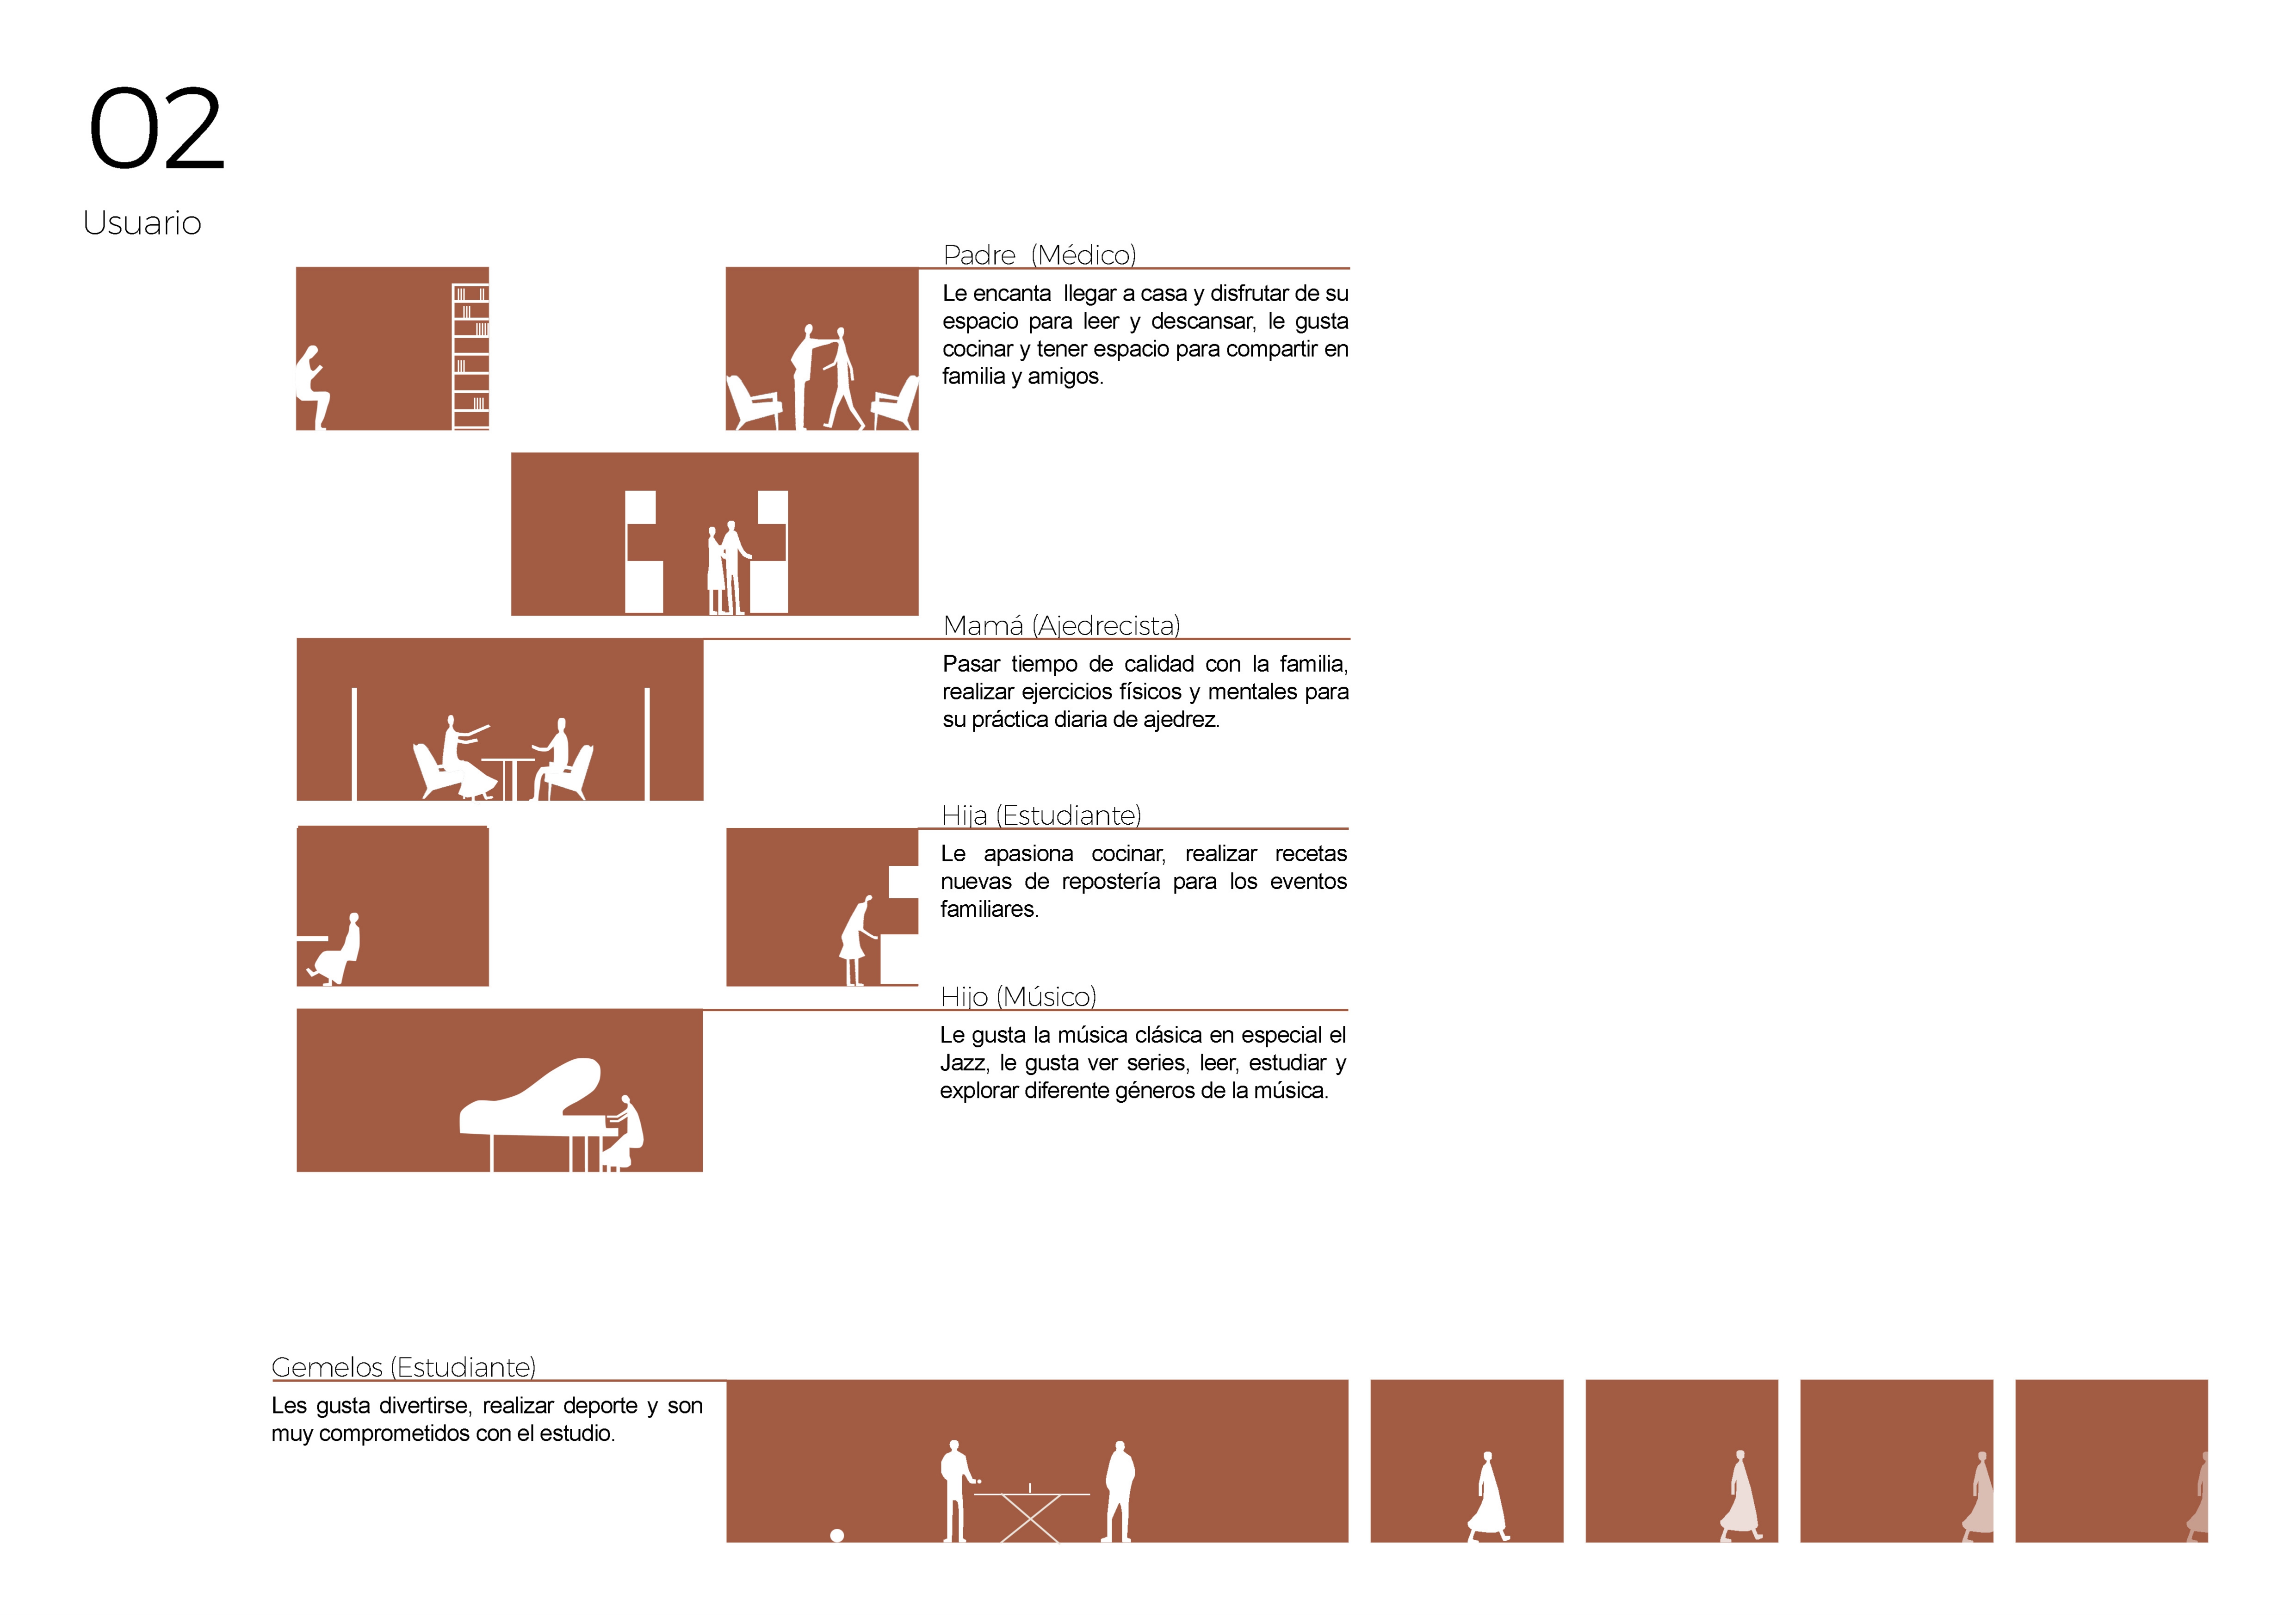 02
Usuario
Padre (Médico)
Le encanta llegar a casa y disfrutar de su
espacio para leer y descansar, le gusta
cocinar y tener espacio para compartir en
familia y amigos.
Mamá (Ajedrecista)
Pasar tiempo de calidad con la familia,
realizar ejercicios físicos y mentales para
su práctica diaria de ajedrez.
Hija (Estudiante)
Le apasiona cocinar, realizar recetas
nuevas de repostería para los eventos
familiares.
Hijo (Músico)
Le gusta la música clásica en especial el
Jazz, le gusta ver series, leer, estudiar y
explorar diferente géneros de la música.
Gemelos (Estudiante)
Les gusta divertirse, realizar deporte y son
muy comprometidos con el estudio.